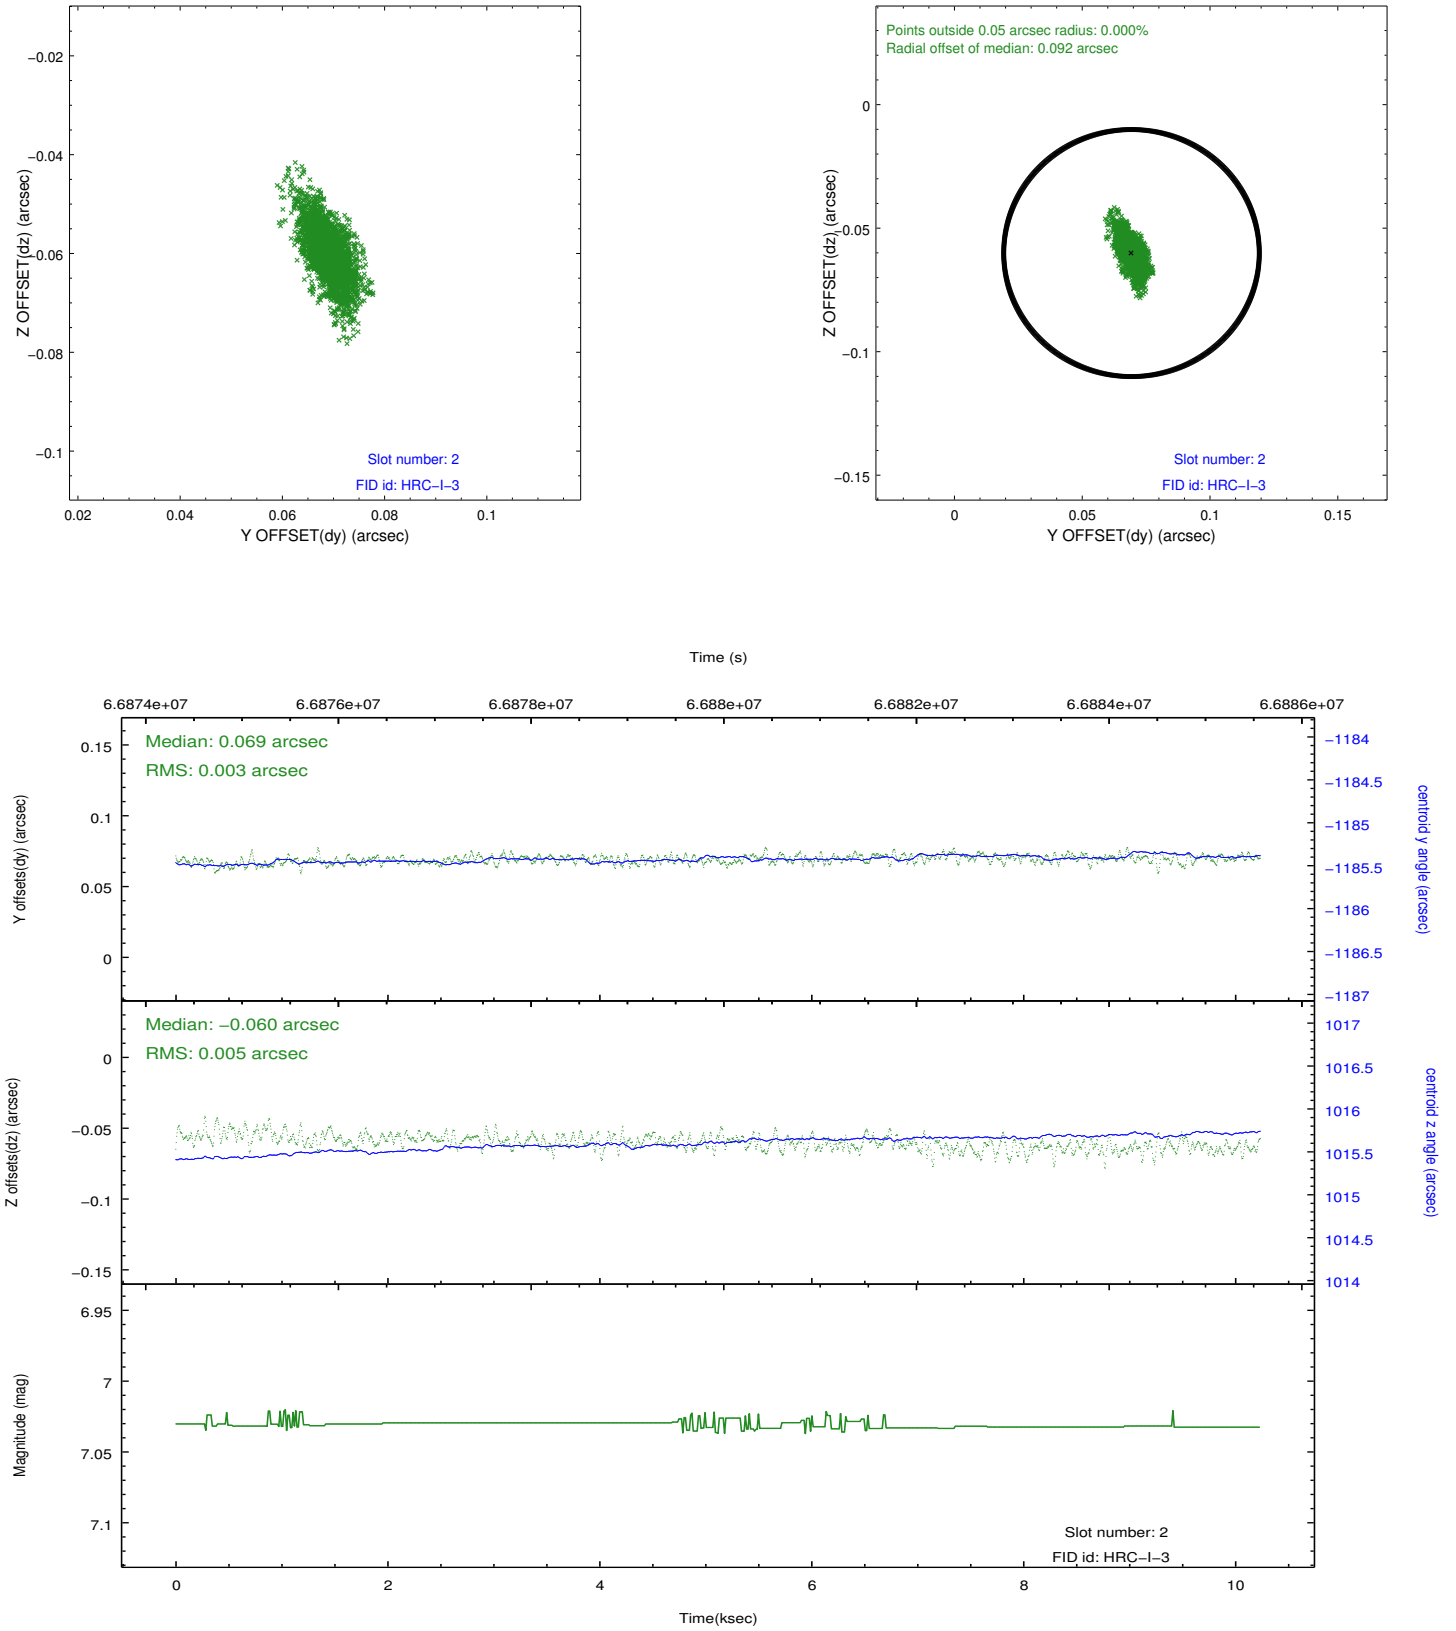 −0.02
−0.04
−0.06
−0.08
−0.1
Z OFFSET(dz) (arcsec)
Slot number: 2
FID id: HRC−I−3
0.02 0.04 0.06 0.08 0.1
Y OFFSET(dy) (arcsec)
Points outside 0.05 arcsec radius: 0.000%
Radial offset of median: 0.092 arcsec
0
−0.05
−0.1
−0.15
Z OFFSET(dz) (arcsec)
Slot number: 2
FID id: HRC−I−3
0 0.05 0.1 0.15
Y OFFSET(dy) (arcsec)
Time (s)
6.6874e+07 6.6876e+07 6.6878e+07 6.688e+07 6.6882e+07 6.6884e+07 6.6886e+07
Median: 0.069 arcsec
RMS: 0.003 arcsec
0.15
0.1
0.05
0
Y offsets(dy) (arcsec)
−1184
−1184.5
−1185
−1185.5
−1186
−1186.5
−1187
centroid y angle (arcsec)
Median: −0.060 arcsec
RMS: 0.005 arcsec
0
−0.05
−0.1
−0.15
Z offsets(dz) (arcsec)
1017
1016.5
1016
1015.5
1015
1014.5
1014
centroid z angle (arcsec)
6.95
7
7.05
7.1
Magnitude (mag)
Slot number: 2
FID id: HRC−I−3
0 2 4 6 8 10
Time(ksec)